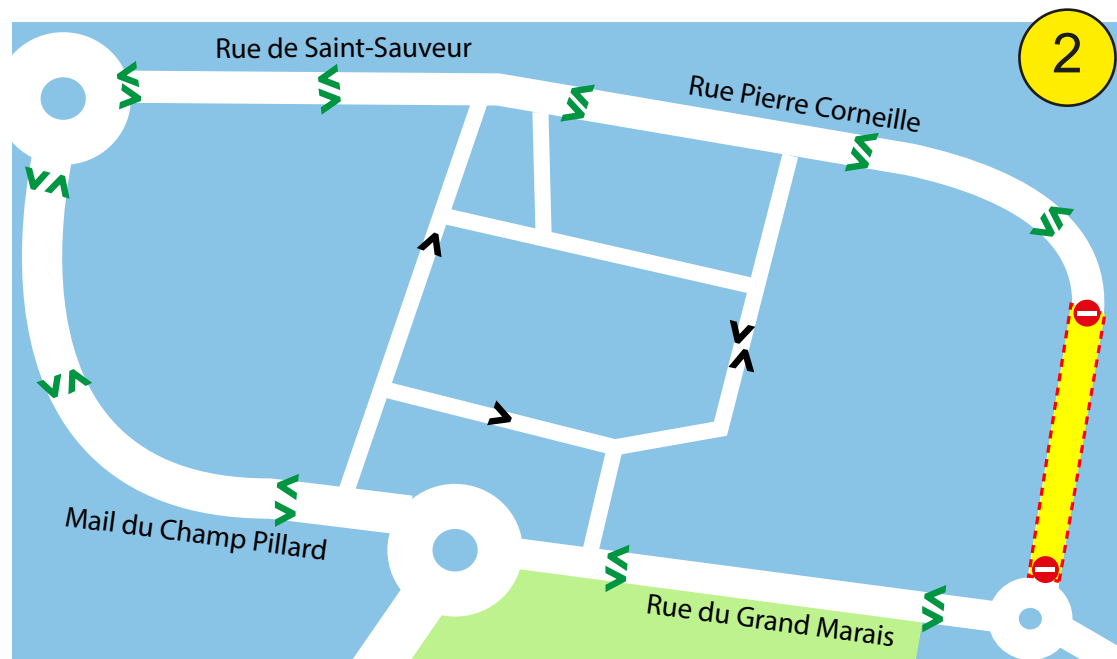 2
Rue de Saint-Sauveur
Rue Pierre Corneille
Mail du Champ Pillard
Rue du Grand Marais